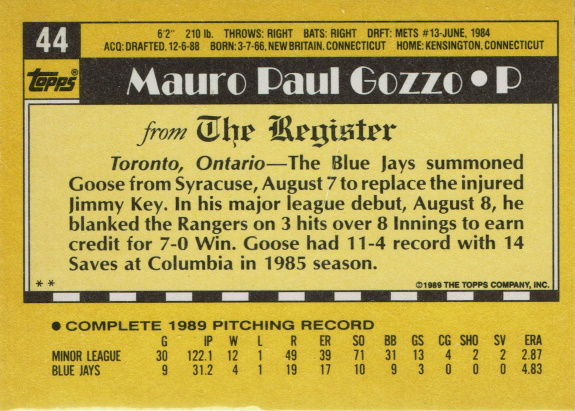 44
6'2" 210 lb. THROWS: RIGHT BATS: RIGHT DRFT: METS #13-JUNE, 1984
ACQ: DRAFTED, 12-6-88 BORN: 3-7-66, NEW BRITAIN, CONNECTICUT HOME: KENSINGTON, CONNECTICUT
Topps®
Mauro Paul Gozzo • P
from The Register
Toronto, Ontario—The Blue Jays summoned
Goose from Syracuse, August 7 to replace the injured
Jimmy Key. In his major league debut, August 8, he
blanked the Rangers on 3 hits over 8 Innings to earn
credit for 7-0 Win. Goose had 11-4 record with 14
Saves at Columbia in 1985 season.
** ©1989 THE TOPPS COMPANY, INC.
● COMPLETE 1989 PITCHING RECORD
G IP W L R ER SO BB GS CG SHO SV ERA
MINOR LEAGUE 30 122.1 12 1 49 39 71 31 13 4 2 2 2.87
BLUE JAYS 9 31.2 4 1 19 17 10 9 3 0 0 0 4.83